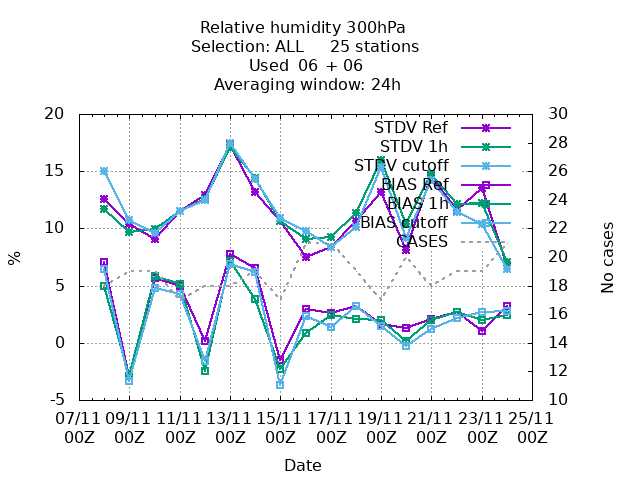 Relative humidity 300hPa
Selection: ALL 25 stations
Used 06 + 06
Averaging window: 24h
20 30
STDV Ref
28
STDV 1h
15 STDV cutoff 26
BIAS Ref
24
BIAS 1h
10 BIAS cutoff 22
CASES
% 20 No cases
5 18
16
0 14
12
-5 10
07/11 09/11 11/11 13/11 15/11 17/11 19/11 21/11 23/11 25/11
00Z 00Z 00Z 00Z 00Z 00Z 00Z 00Z 00Z 00Z
Date